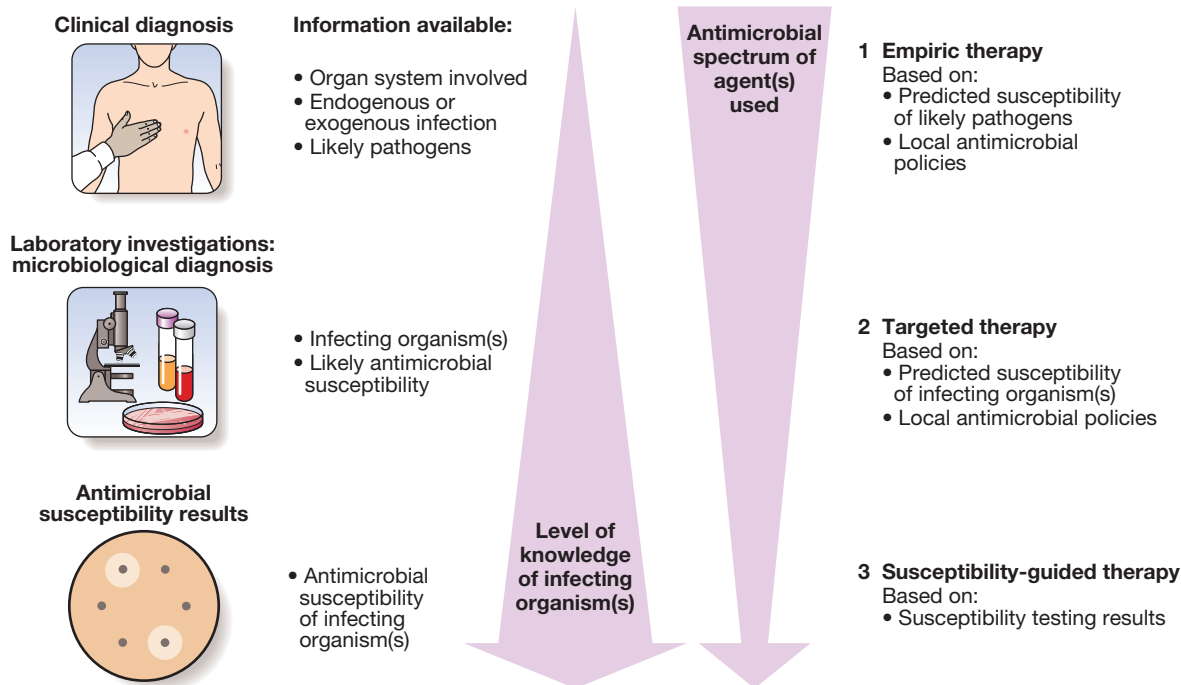 Clinical diagnosis
Information available:
• Organ system involved
• Endogenous or
exogenous infection
• Likely pathogens
Antimicrobial
spectrum of
agent(s)
used
1 Empiric therapy
Based on:
• Predicted susceptibility
of likely pathogens
• Local antimicrobial
policies
Laboratory investigations:
microbiological diagnosis
• Infecting organism(s)
• Likely antimicrobial
susceptibility
2 Targeted therapy
Based on:
• Predicted susceptibility
of infecting organism(s)
• Local antimicrobial policies
Antimicrobial
susceptibility results
• Antimicrobial
susceptibility
of infecting
organism(s)
Level of
knowledge
of infecting
organism(s)
3 Susceptibility-guided therapy
Based on:
• Susceptibility testing results